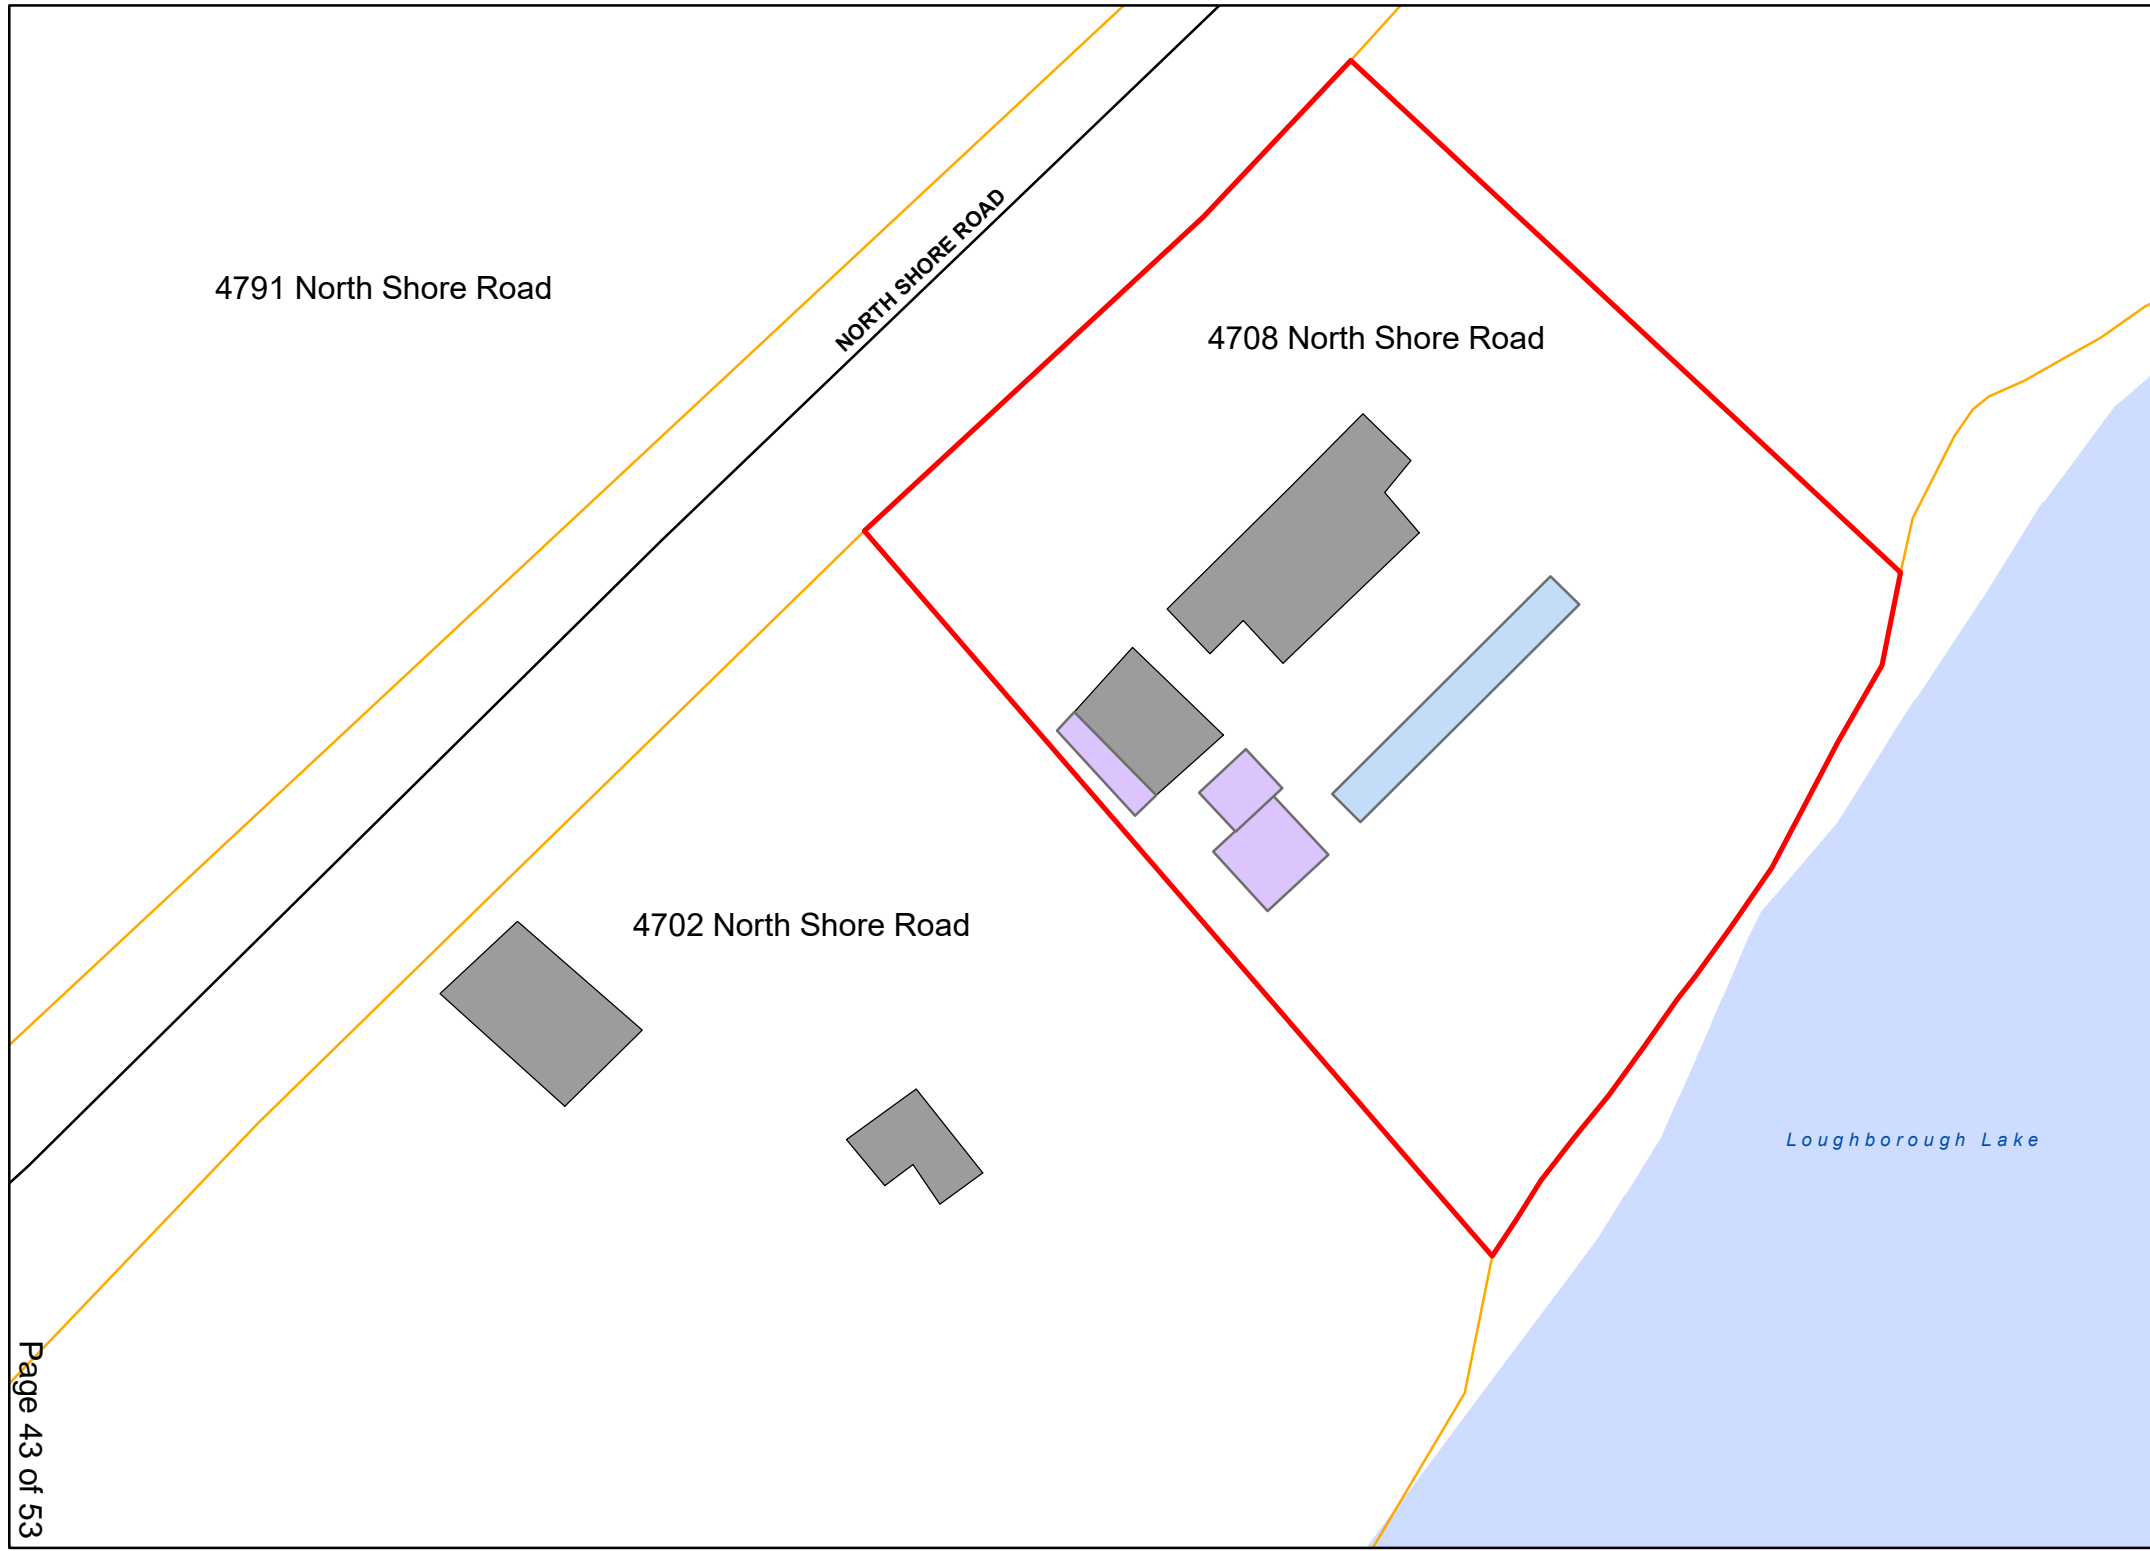 NORTH SHORE ROAD
4791 North Shore Road
4708 North Shore Road
4702 North Shore Road
Loughborough Lake
Page 43 of 53